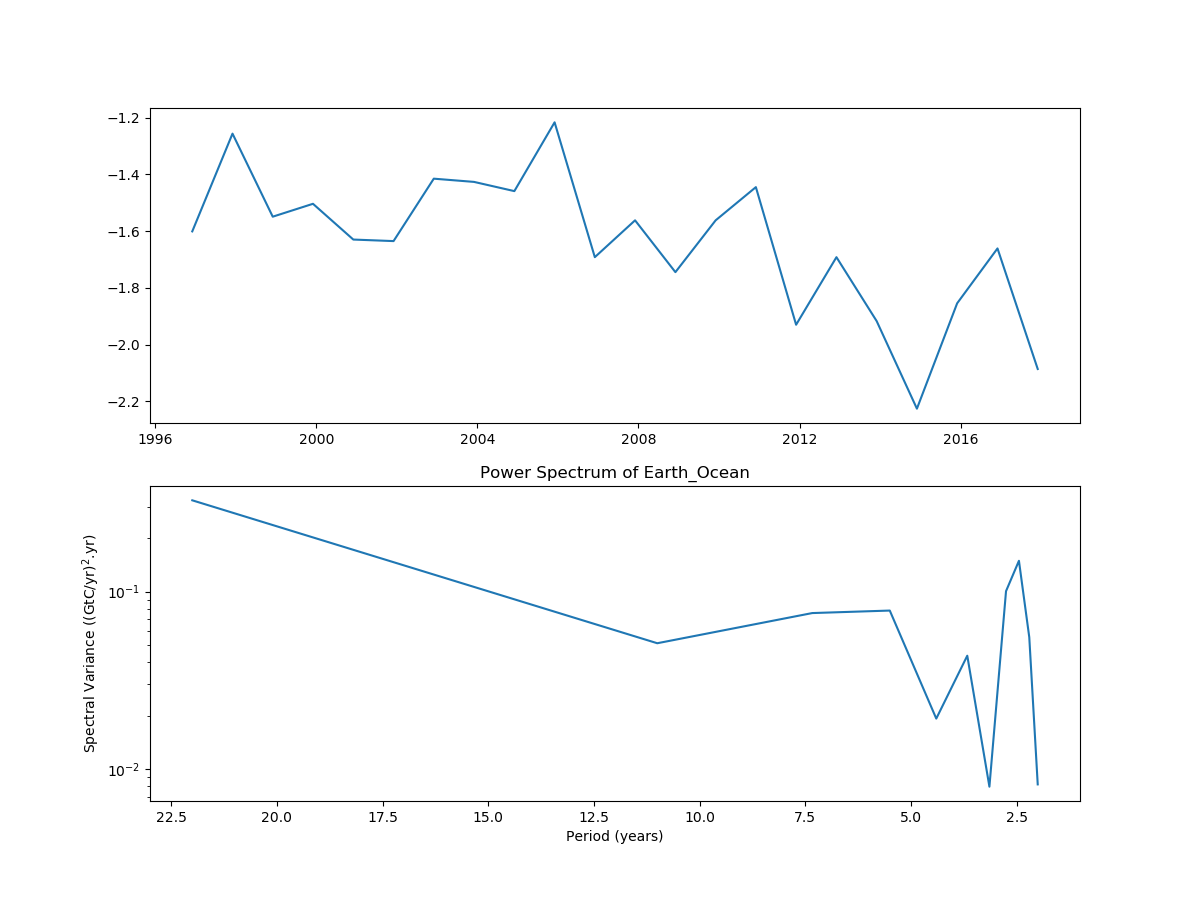 −1.2
−1.4
−1.6
−1.8
−2.0
−2.2
1996 2000 2004 2008 2012 2016
Power Spectrum of Earth_Ocean
Spectral Variance ((GtC/yr)².yr)
10⁻¹
10⁻²
22.5 20.0 17.5 15.0 12.5 10.0 7.5 5.0 2.5
Period (years)